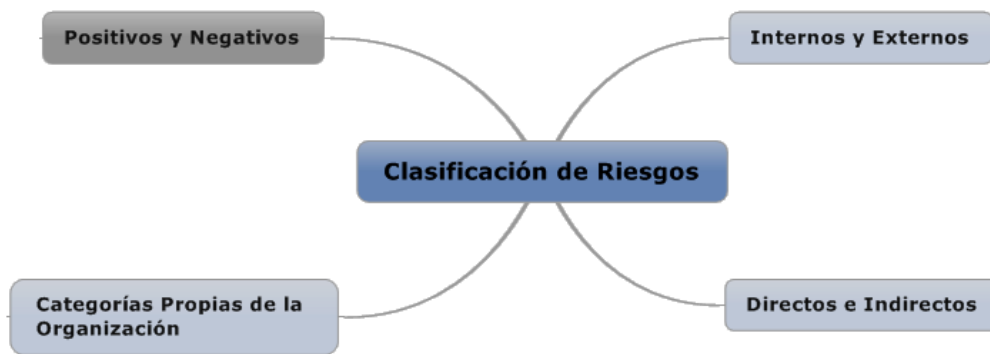 Positivos y Negativos
Internos y Externos
Clasificación de Riesgos
Categorías Propias de la
Organización
Directos e Indirectos